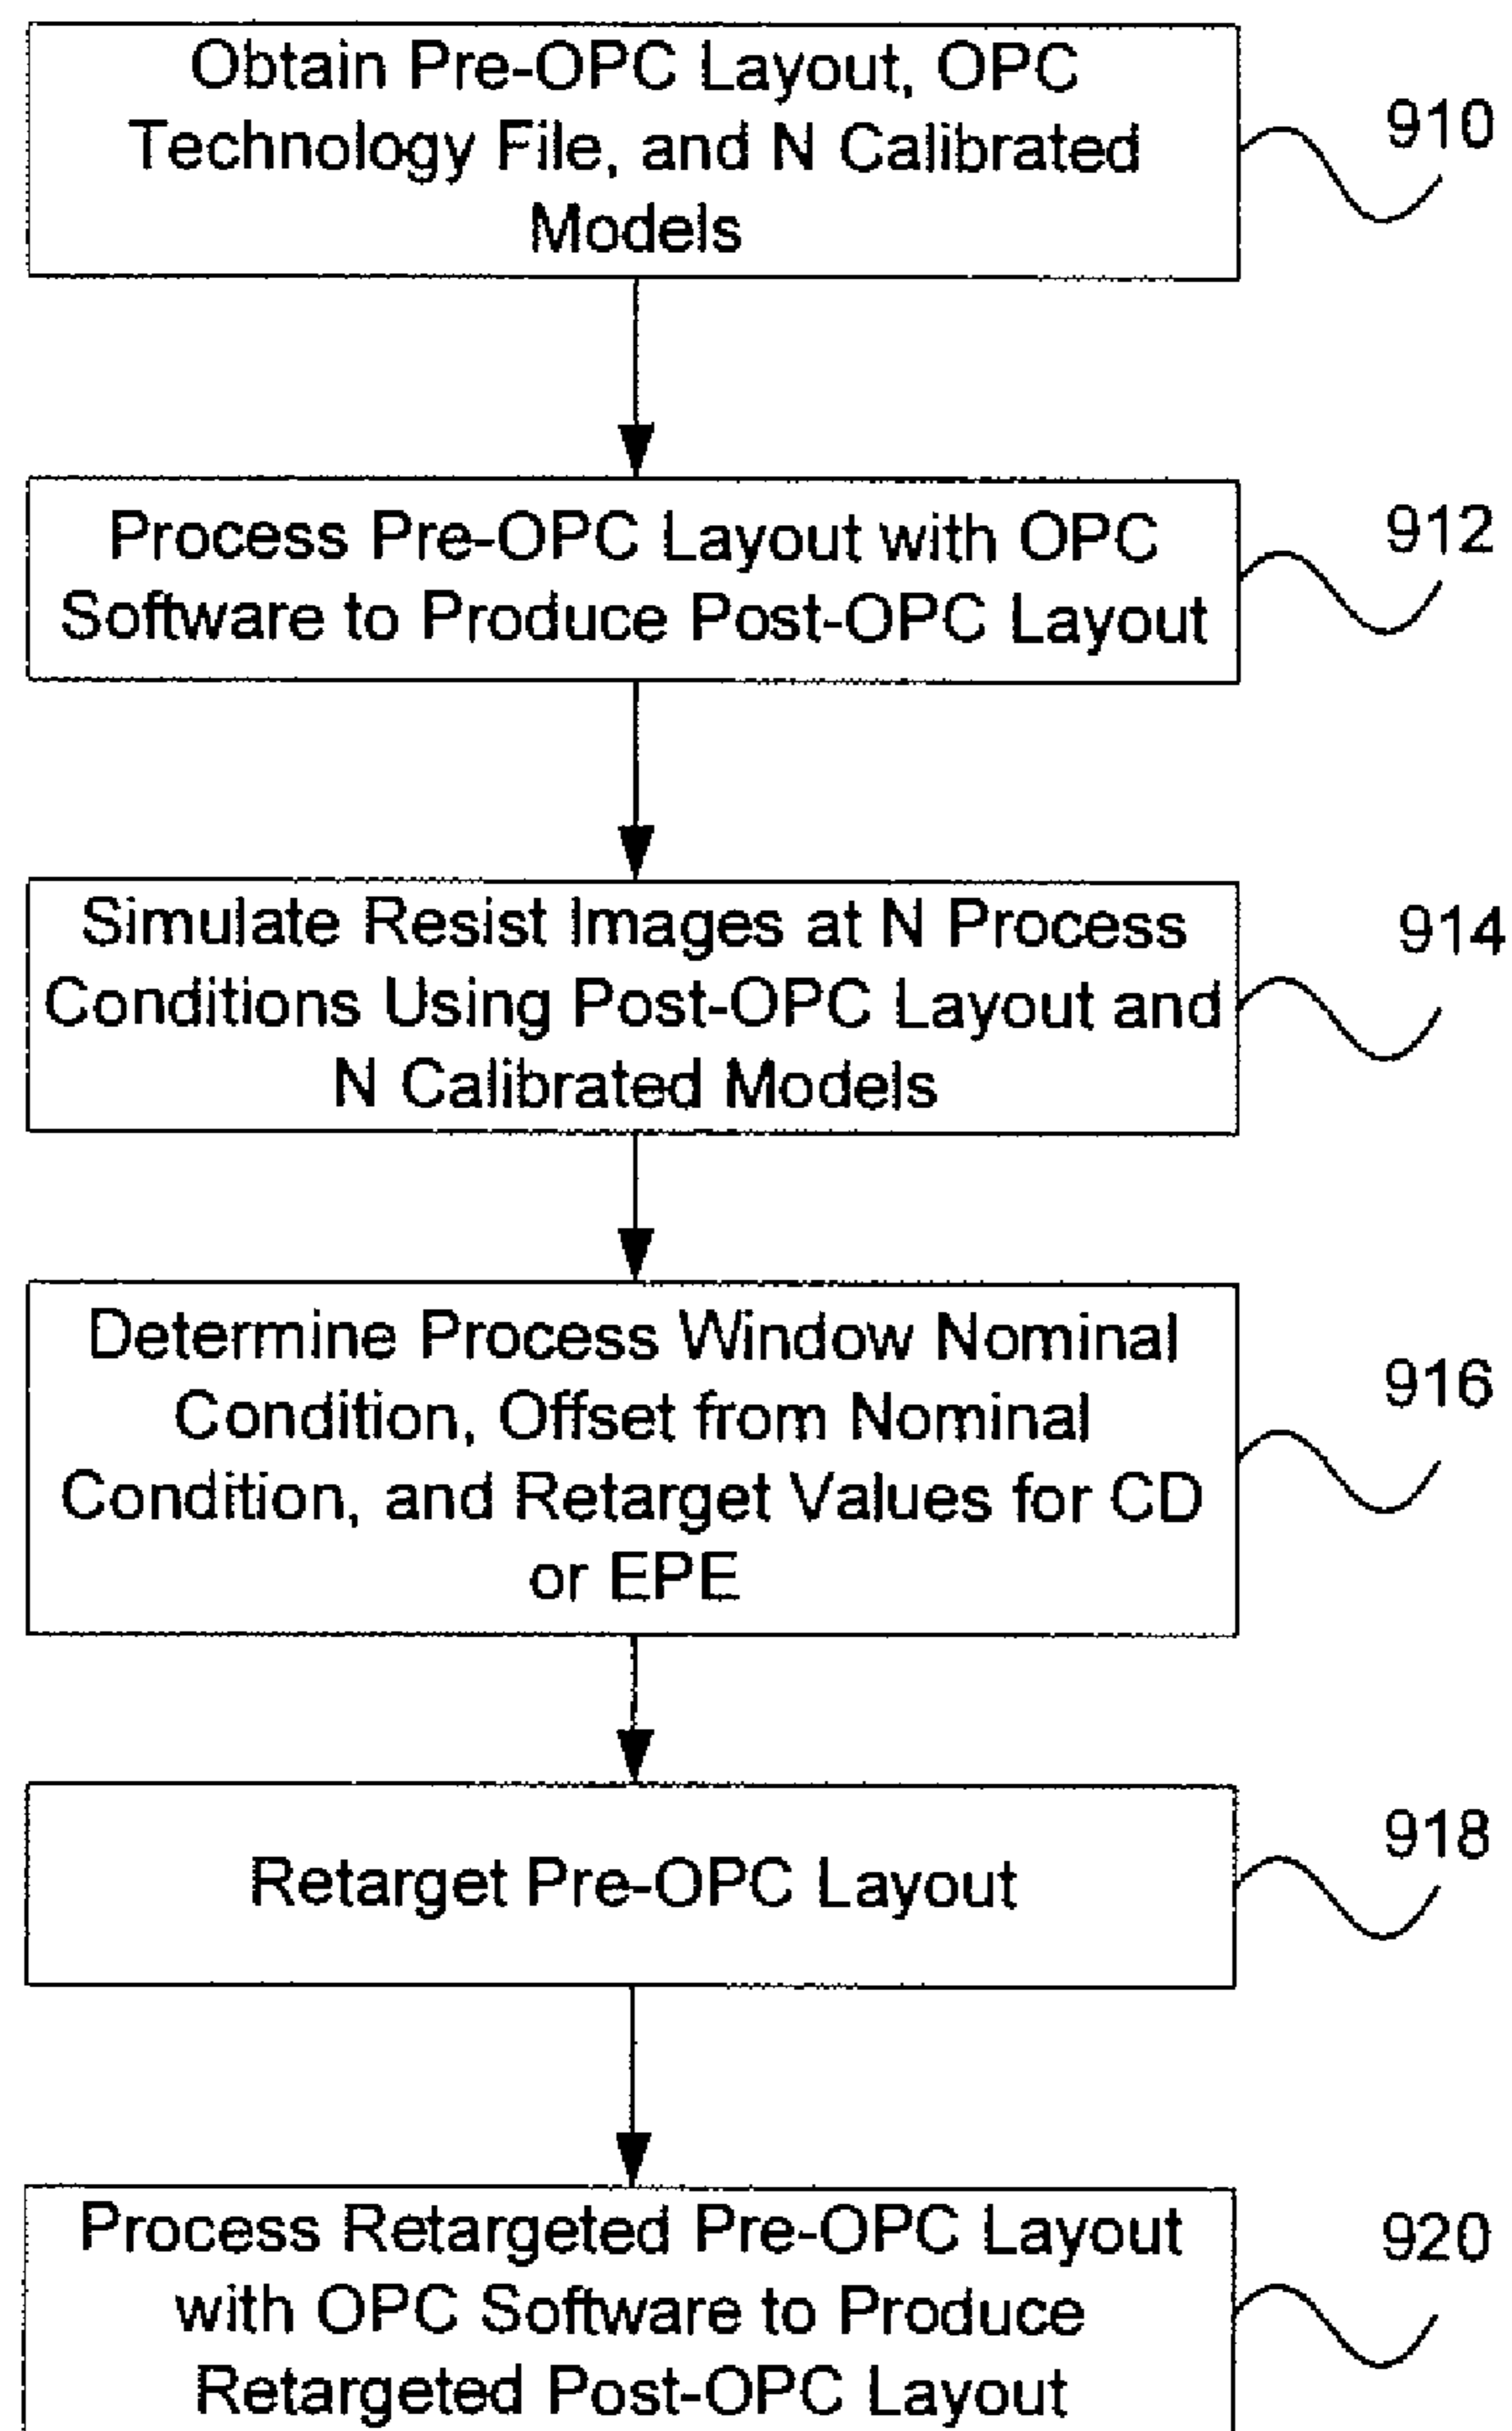 Obtain Pre-OPC Layout, OPC
Technology File, and N Calibrated
Models
910
Process Pre-OPC Layout with OPC
Software to Produce Post-OPC Layout
912
Simulate Resist Images at N Process
Conditions Using Post-OPC Layout and
N Calibrated Models
914
Determine Process Window Nominal
Condition, Offset from Nominal
Condition, and Retarget Values for CD
or EPE
916
Retarget Pre-OPC Layout
918
Process Retargeted Pre-OPC Layout
with OPC Software to Produce
Retargeted Post-OPC Layout
920